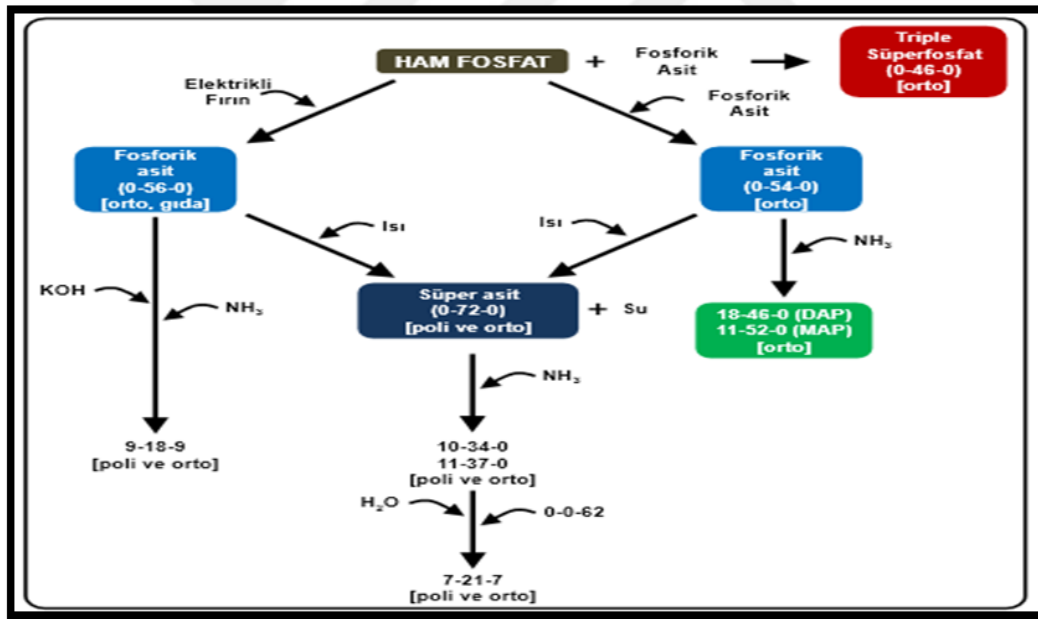 HAM FOSFAT
+
Fosforik
Asit
Triple
Süperfosfat
(0-46-0)
[orto]
Elektrikli
Fırın
Fosforik
Asit
Fosforik
asit
(0-56-0)
[orto, gıda]
Fosforik
asit
(0-54-0)
[orto]
Isı
Isı
NH₃
KOH
NH₃
Süper asit
(0-72-0)
[poli ve orto]
+ Su
18-46-0 (DAP)
11-52-0 (MAP)
[orto]
NH₃
9-18-9
[poli ve orto]
10-34-0
11-37-0
[poli ve orto]
H₂O
0-0-62
7-21-7
[poli ve orto]